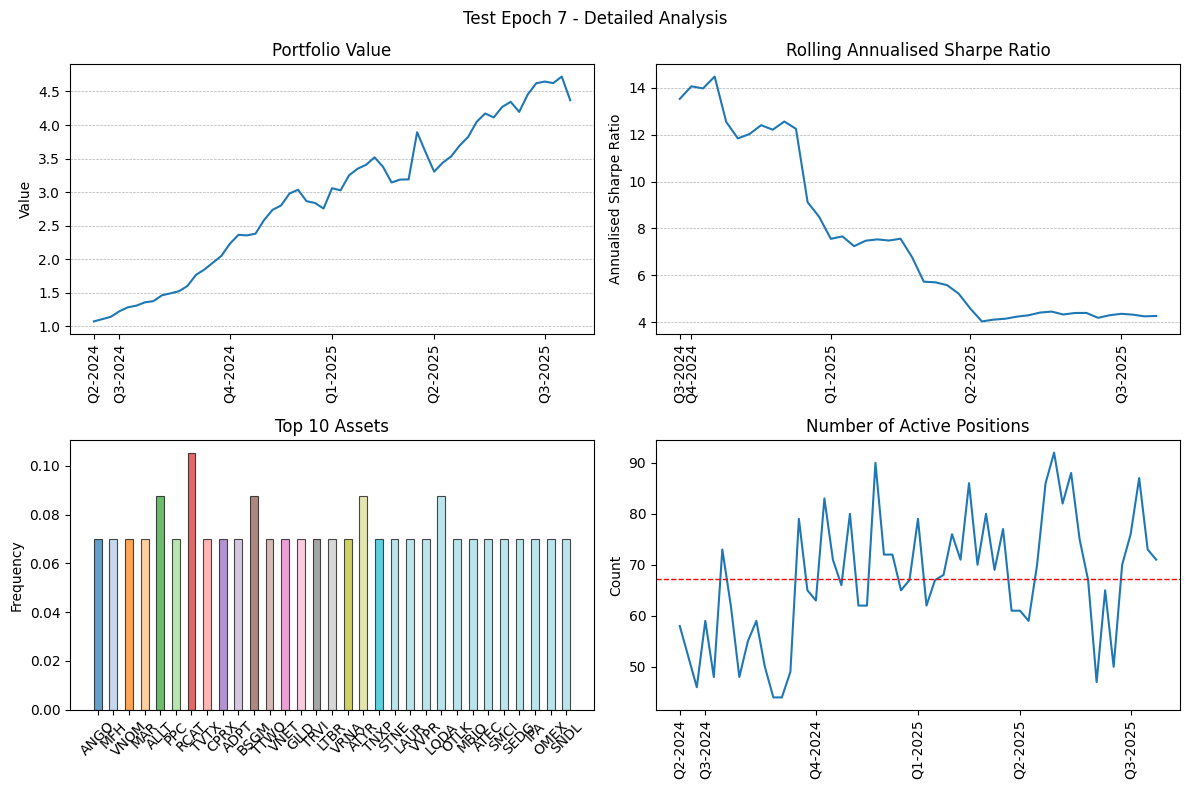 Test Epoch 7 - Detailed Analysis
Portfolio Value
Value
4.5
4.0
3.5
3.0
2.5
2.0
1.5
1.0
Q2-2024
Q3-2024
Q4-2024
Q1-2025
Q2-2025
Q3-2025
Rolling Annualised Sharpe Ratio
Annualised Sharpe Ratio
14
12
10
8
6
4
Q3-2024
Q4-2024
Q1-2025
Q2-2025
Q3-2025
Top 10 Assets
Frequency
0.10
0.08
0.06
0.04
0.02
0.00
ANGO
MFH
VNOM
MAR
ALLT
PPC
RCAT
TVTX
CPRX
ADPT
BSGM
TTWO
VNET
GILD
TRVI
LTBR
VRNA
ATYR
TNXP
STNE
LAUR
VVPR
LQDA
OTLK
MBIO
ATEC
SMCI
SEDG
IPA
OMEX
SNDL
Number of Active Positions
Count
90
80
70
60
50
Q2-2024
Q3-2024
Q4-2024
Q1-2025
Q2-2025
Q3-2025